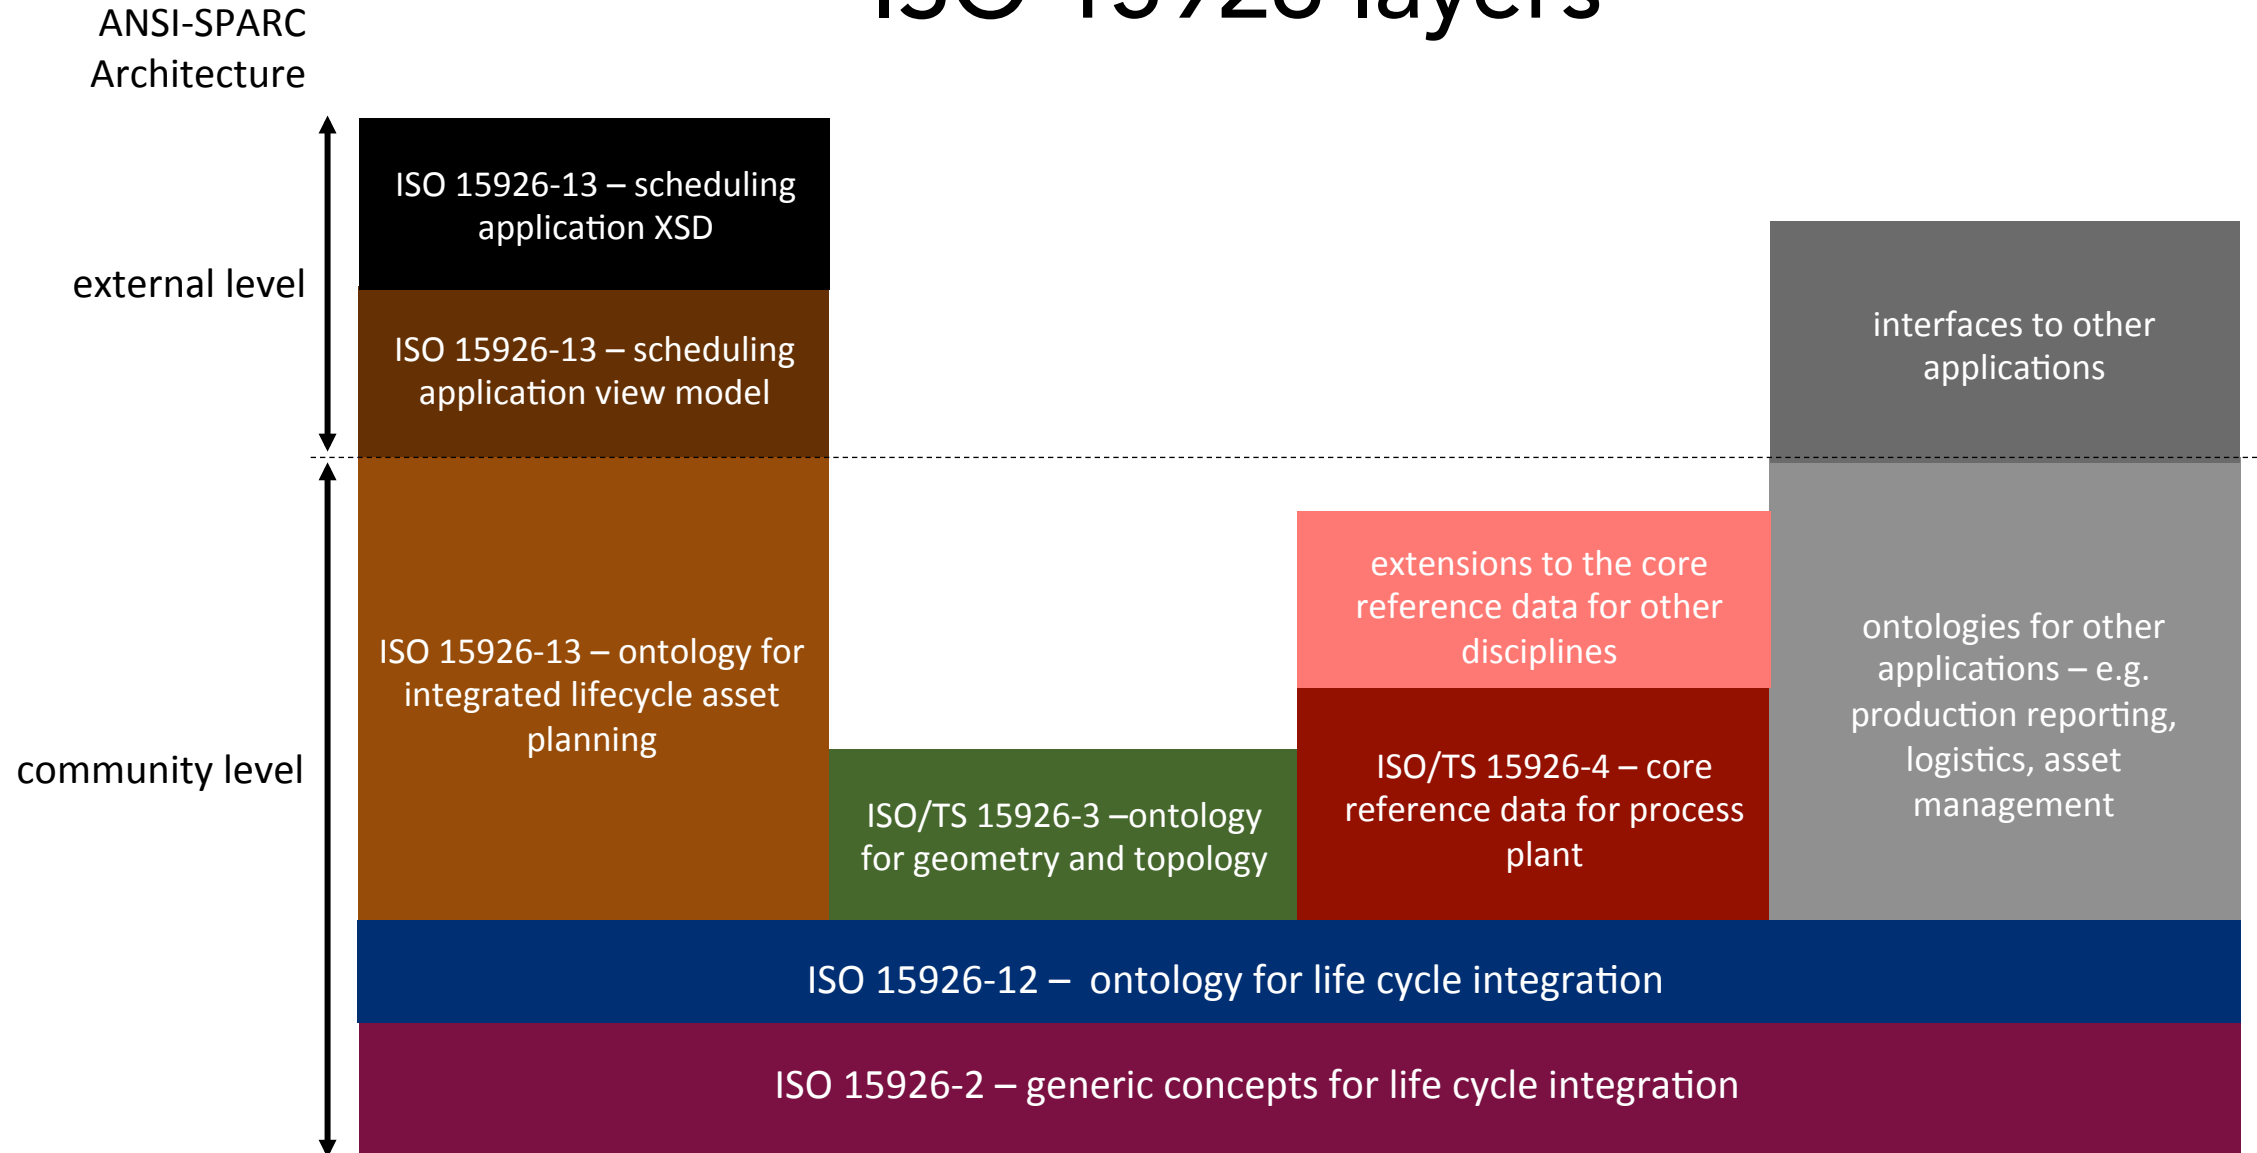 ISO 15926 layers
ANSI-SPARC
Architecture
ISO 15926-13 – scheduling
application XSD
external level
ISO 15926-13 – scheduling
application view model
interfaces to other
applications
extensions to the core
reference data for other
disciplines
ISO 15926-13 – ontology for
integrated lifecycle asset
planning
ontologies for other
applications – e.g.
production reporting,
logistics, asset
management
community level
ISO/TS 15926-3 –ontology
for geometry and topology
ISO/TS 15926-4 – core
reference data for process
plant
ISO 15926-12 –  ontology for life cycle integration
ISO 15926-2 – generic concepts for life cycle integration